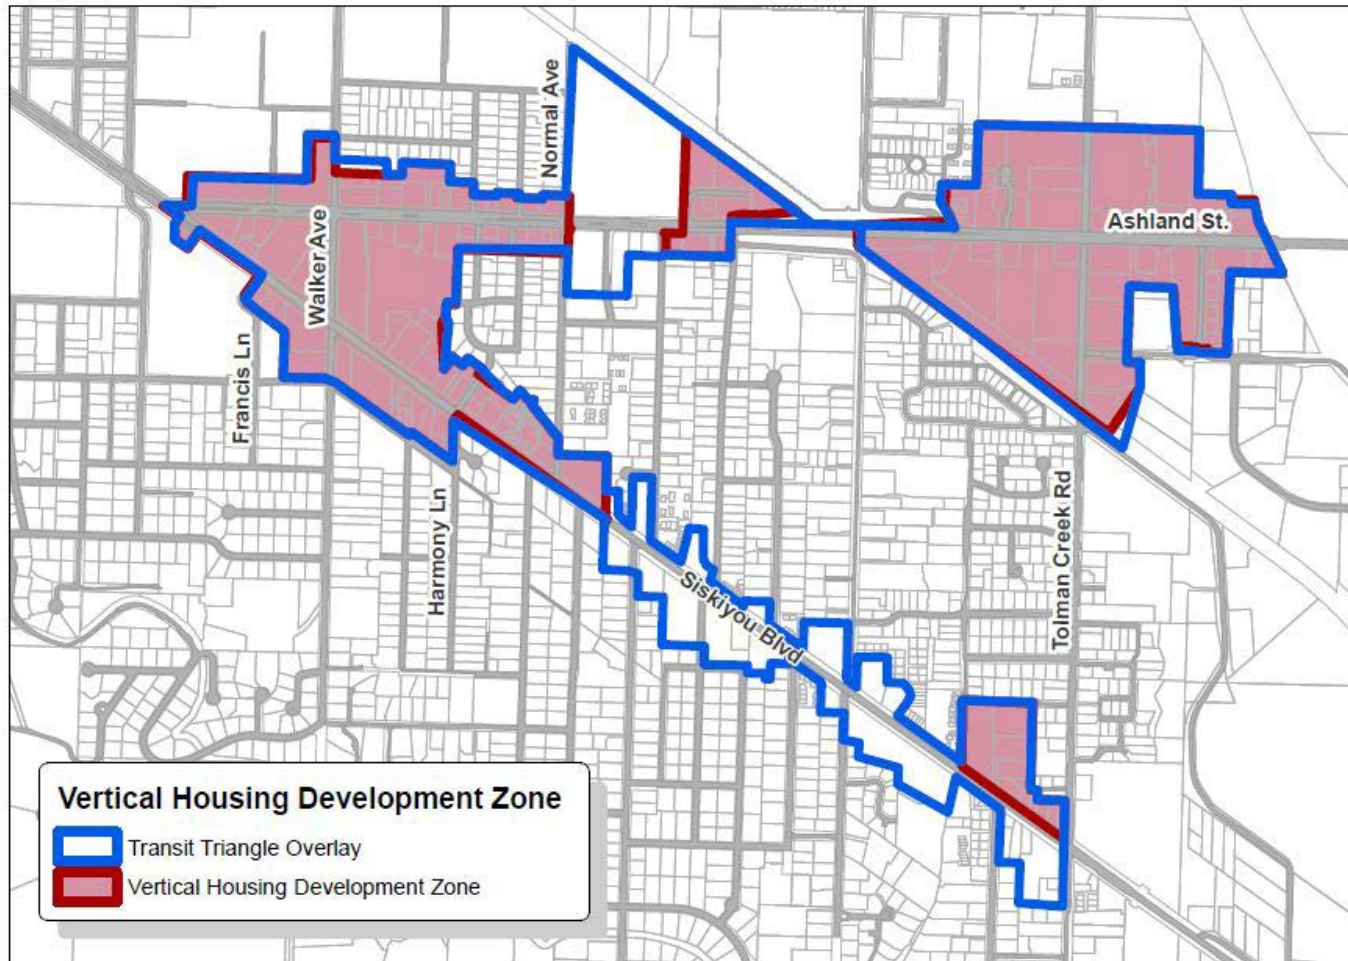 Normal Ave
Ashland St.
Walker Ave
Francis Ln
Harmony Ln
Tolman Creek Rd
Siskiyou Blvd
Vertical Housing Development Zone
Transit Triangle Overlay
Vertical Housing Development Zone